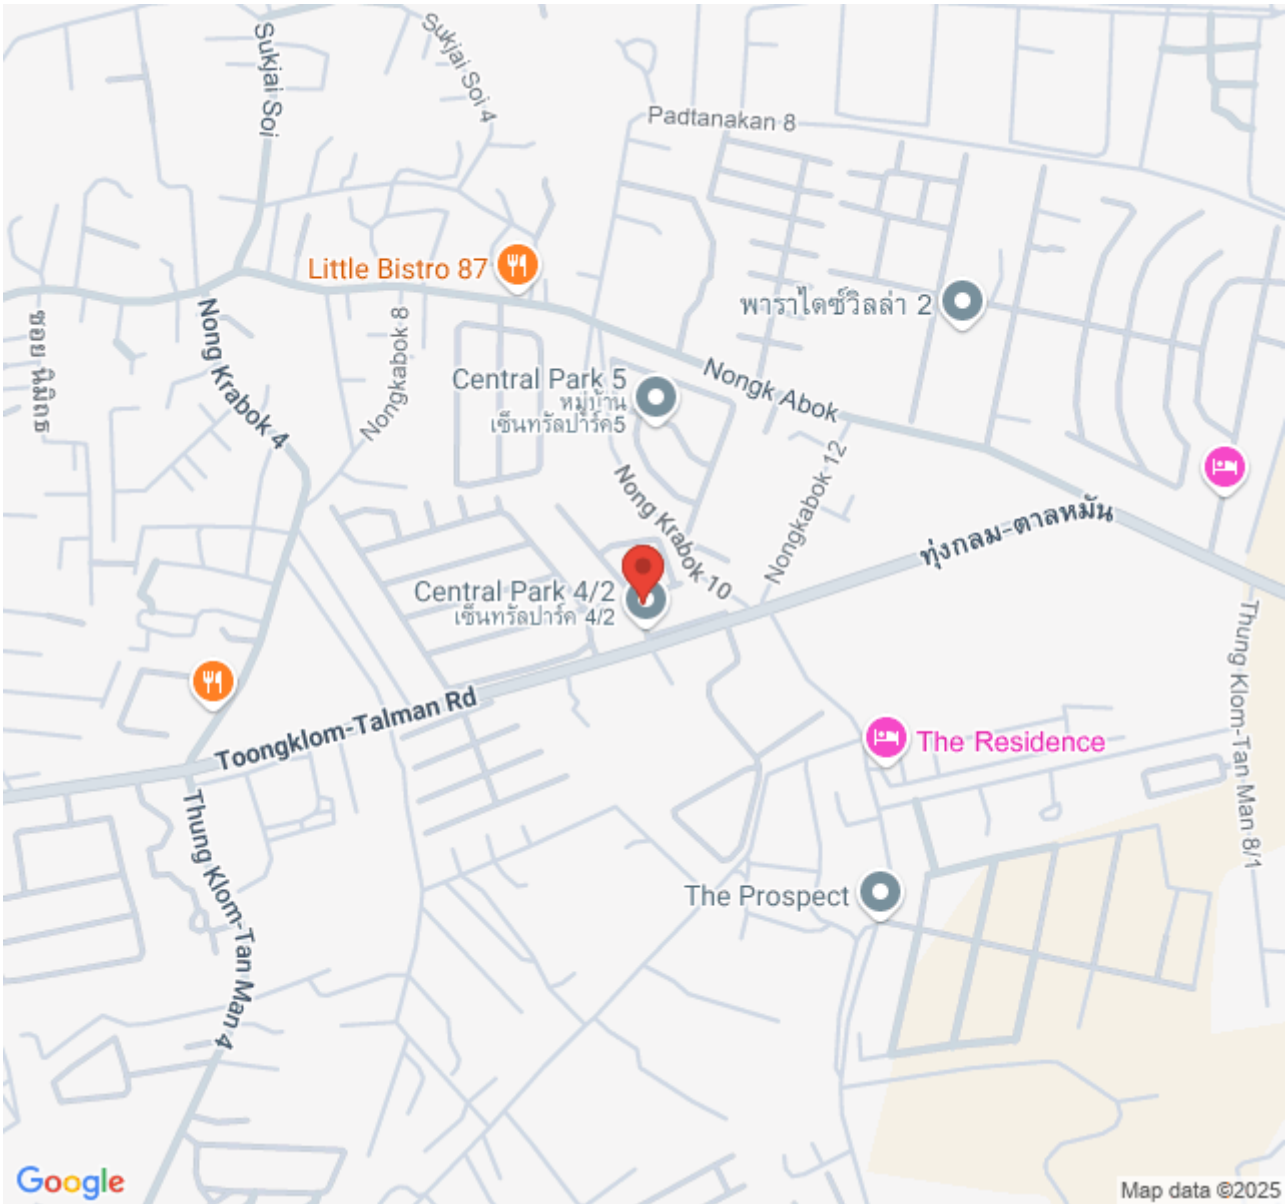 Sukjai Soi
Sukjai Soi 4
Padtanakan 8
Little Bistro 87
พาราไดซ์วิลล่า 2
ซอย นิมิถธ
Nong Krabok 4
Nongkabok 8
Central Park 5
หมู่บ้าน
เซ็นทรัลปาร์ค5
Nongk Abok
Nongkabok 12
Nong Krabok 10
ทุ่งกลม-ตาลหมัน
Central Park 4/2
เซ็นทรัลปาร์ค 4/2
Toongklom-Talman Rd
The Residence
Thung Klom-Tan Man 8/1
Thung Klom-Tan Man 4
The Prospect
Google
Map data ©2025